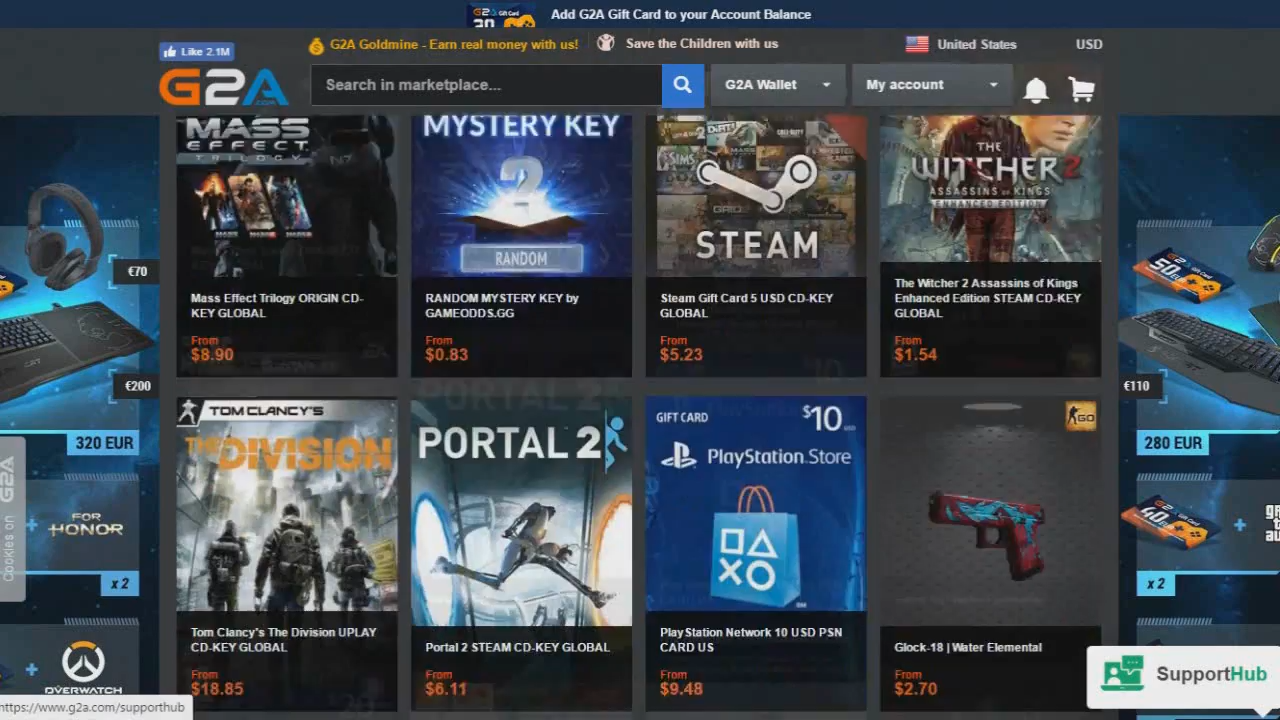 Add G2A Gift Card to your Account Balance
Like 2.1M
G2A Goldmine - Earn real money with us!
Save the Children with us
United States
USD
G2A
.COM
Search in marketplace...
G2A Wallet
My account
MASS
EFFECT
TRILOGY
N7
Mass Effect Trilogy ORIGIN CD-
KEY GLOBAL
From
$8.90
MYSTERY KEY
?
RANDOM
RANDOM MYSTERY KEY by
GAMEODDS.GG
From
$0.83
STEAM
Steam Gift Card 5 USD CD-KEY
GLOBAL
From
$5.23
THE
WITCHER 2
ASSASSINS OF KINGS
ENHANCED EDITION
The Witcher 2 Assassins of Kings
Enhanced Edition STEAM CD-KEY
GLOBAL
From
$1.54
TOM CLANCY'S
THE DIVISION
Tom Clancy's The Division UPLAY
CD-KEY GLOBAL
From
$18.85
PORTAL 2
Portal 2 STEAM CD-KEY GLOBAL
From
$6.11
GIFT CARD
$10
PlayStation.Store
PlayStation Network 10 USD PSN
CARD US
From
$9.48
GO
Glock-18 | Water Elemental
From
$2.70
€70
€200
320 EUR
Cookies on G2A
+
FOR
HONOR
x 2
+
OVERWATCH
50 EUR
€110
280 EUR
40 EUR
+
x 2
SupportHub
https://www.g2a.com/supporthub